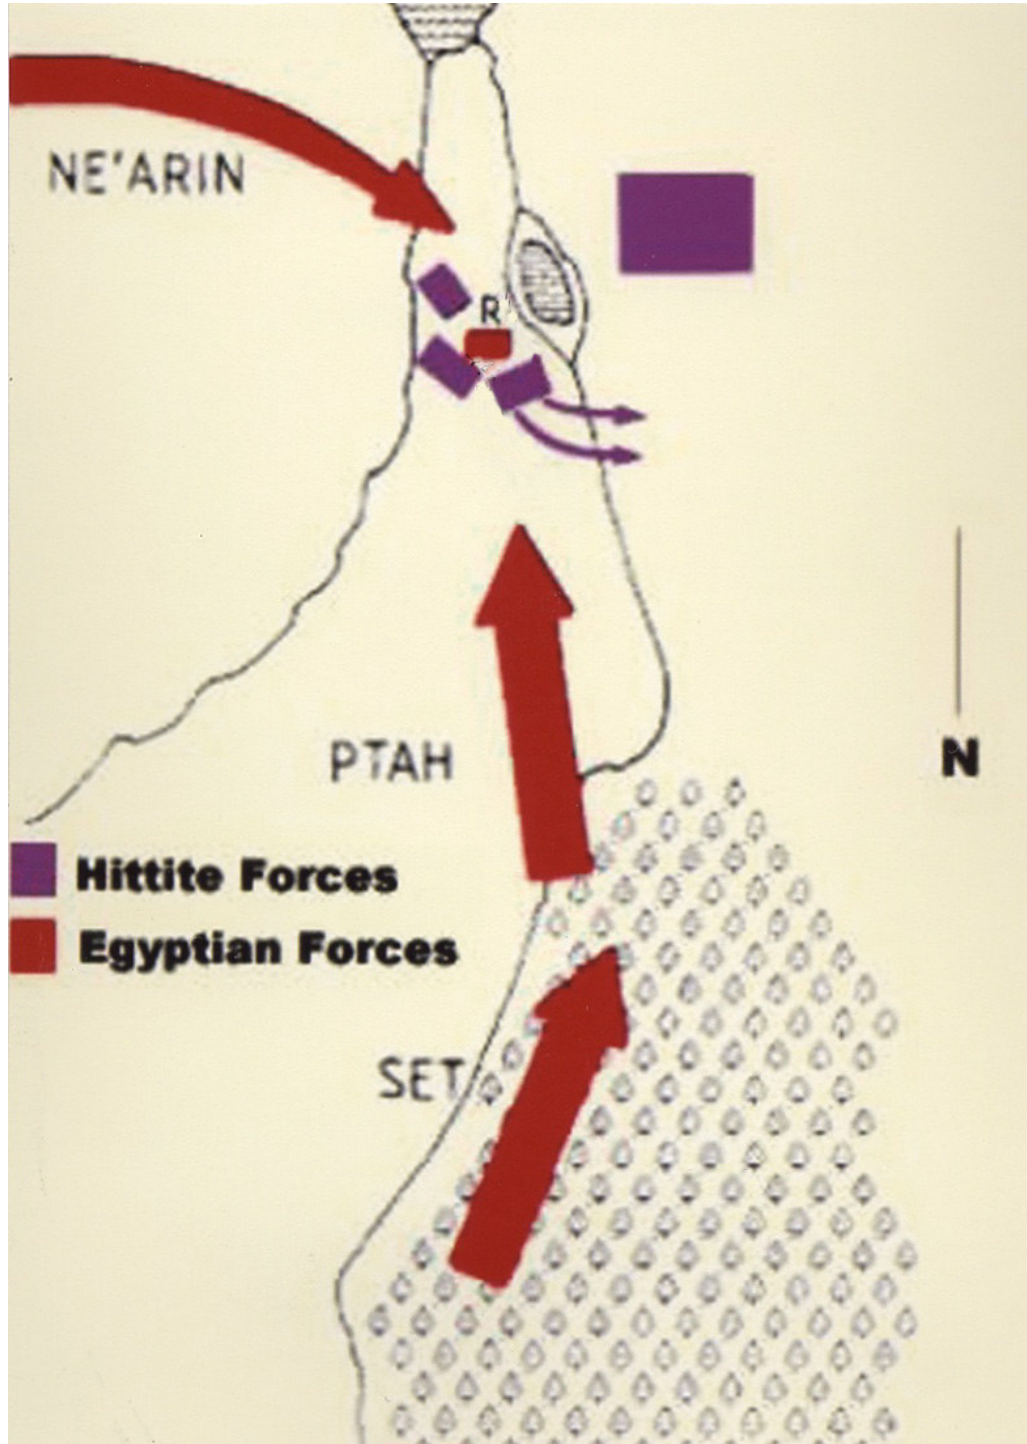 NE'ARIN
R
PTAH
N
Hittite Forces
Egyptian Forces
SET